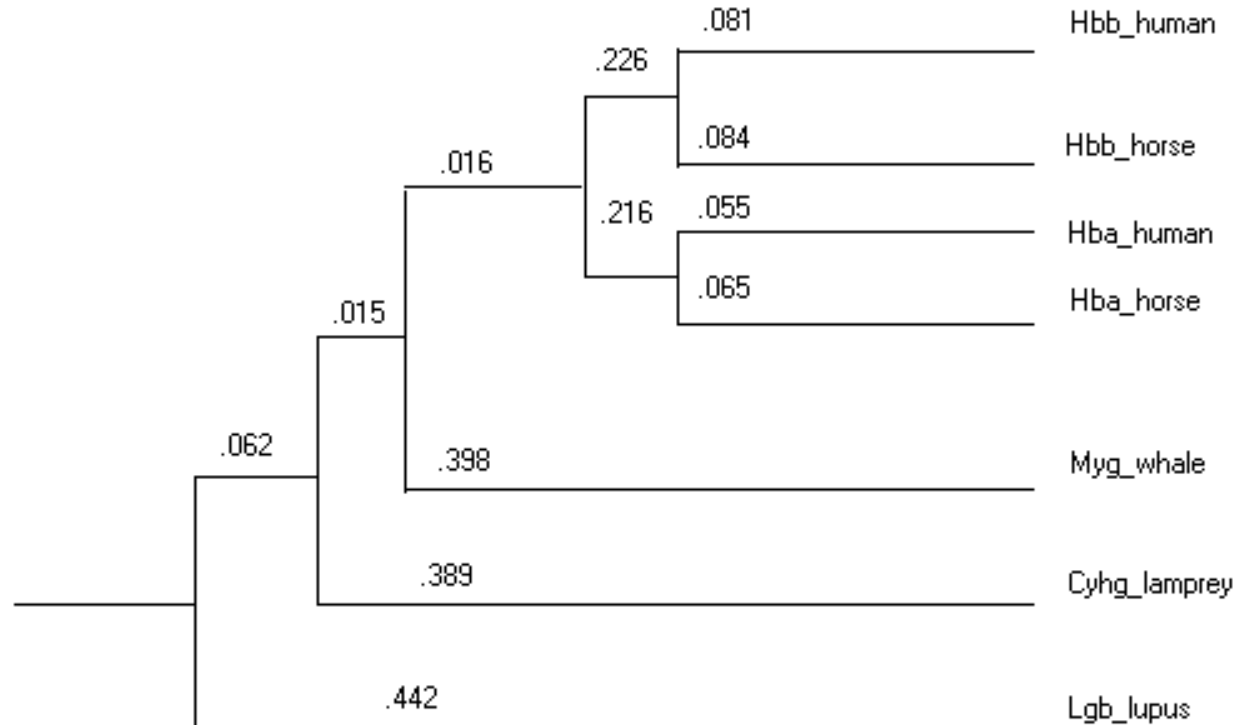 .081 Hbb_human
.226
.084 Hbb_horse
.016
.055
.216 Hba_human
.065 Hba_horse
.015
.062
.398 Myg_whale
.389 Cyhg_lamprey
.442 Lgb_lupus